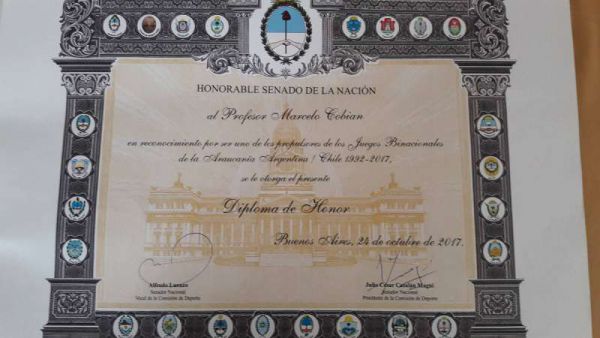 HONORABLE SENADO DE LA NACIÓN
al Profesor Marcelo Cobian
en reconocimiento por ser uno de los propulsores de los Juegos Binacionales
de la Araucanía Argentina / Chile 1992-2017,
se le otorga el presente
Diploma de Honor
Buenos Aires, 24 de octubre de 2017.
Alfredo Luenzo
Senador Nacional
Vocal de la Comisión de Deporte
Julio César Catalán Magni
Senador Nacional
Presidente de la Comisión de Deporte